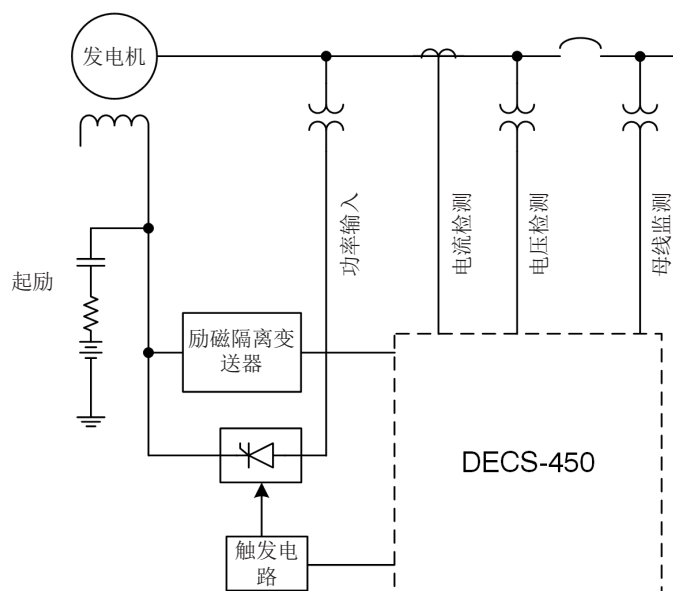 发电机
功率输入
电流检测
电压检测
母线监测
起励
励磁隔离变
送器
DECS-450
触发电
路